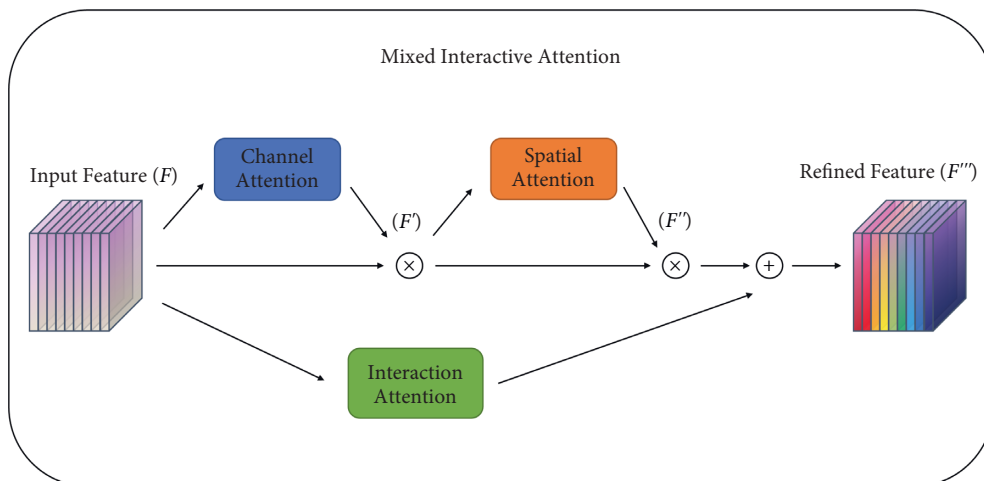 Mixed Interactive Attention
Input Feature (F)
Channel
Attention
(F′)
Spatial
Attention
(F″)
Refined Feature (F‴)
×
×
+
Interaction
Attention